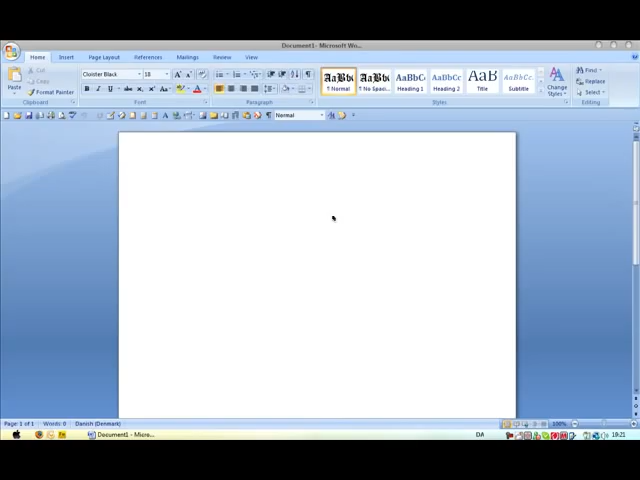 Document1 - Microsoft Wo...
Home Insert Page Layout References Mailings Review View
Paste
Cut
Copy
Format Painter
Clipboard
Cloister Black 18
Font
Paragraph
AaBb AaBb AaBbC AaBbCc AaB AaBbCc.
¶ Normal ¶ No Spaci... Heading 1 Heading 2 Title Subtitle
Change Styles
Styles
Find
Replace
Select
Editing
Normal
Page: 1 of 1 Words: 0 Danish (Denmark) 100%
Document1 - Micro... DA 19:21